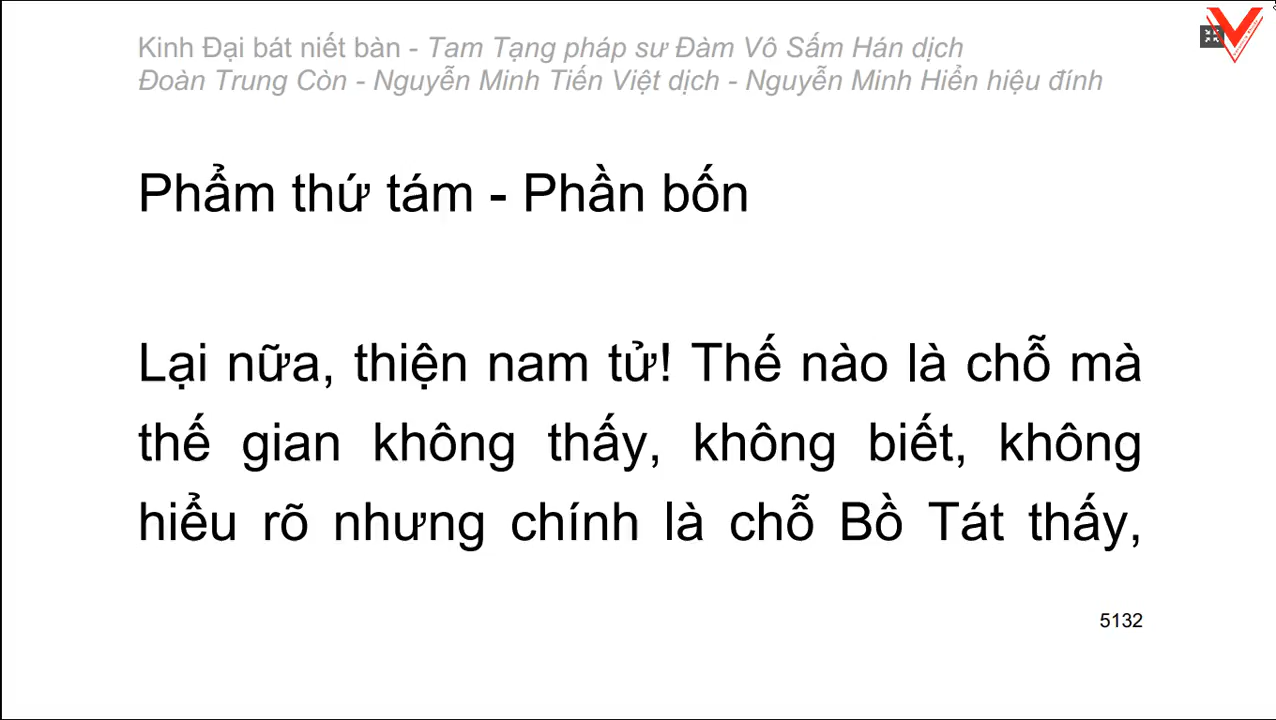 Kinh Đại bát niết bàn - Tam Tạng pháp sư Đàm Vô Sấm Hán dịch
Đoàn Trung Còn - Nguyễn Minh Tiến Việt dịch - Nguyễn Minh Hiển hiệu đính
Phẩm thứ tám - Phần bốn
Lại nữa, thiện nam tử! Thế nào là chỗ mà
thế gian không thấy, không biết, không
hiểu rõ nhưng chính là chỗ Bồ Tát thấy,
5132